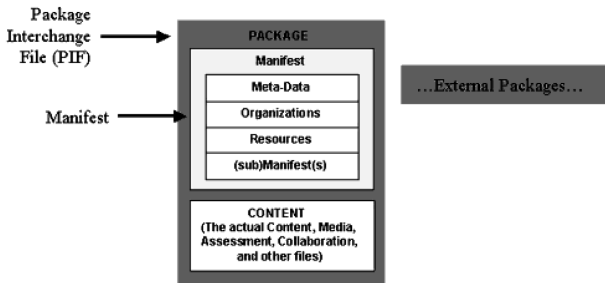 Package
Interchange
File (PIF)
Manifest
PACKAGE
Manifest
Meta-Data
Organizations
Resources
(sub)Manifest(s)
CONTENT
(The actual Content, Media,
Assessment, Collaboration,
and other files)
…External Packages…